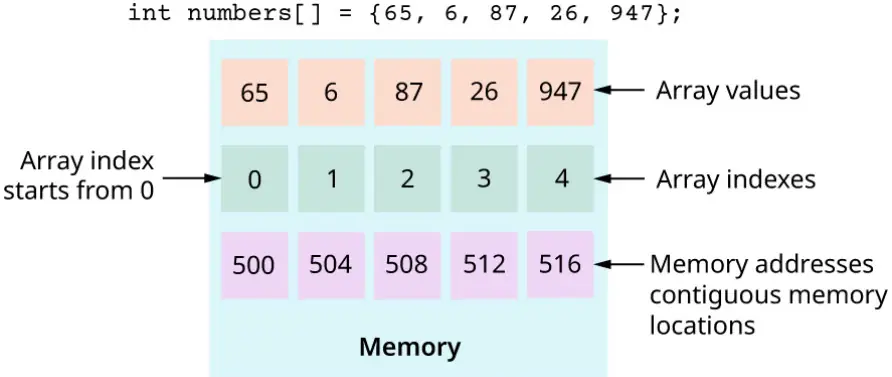 int numbers[] = {65, 6, 87, 26, 947};
65 6 87 26 947
Array values
Array index
starts from 0
0 1 2 3 4
Array indexes
500 504 508 512 516
Memory addresses
contiguous memory
locations
Memory